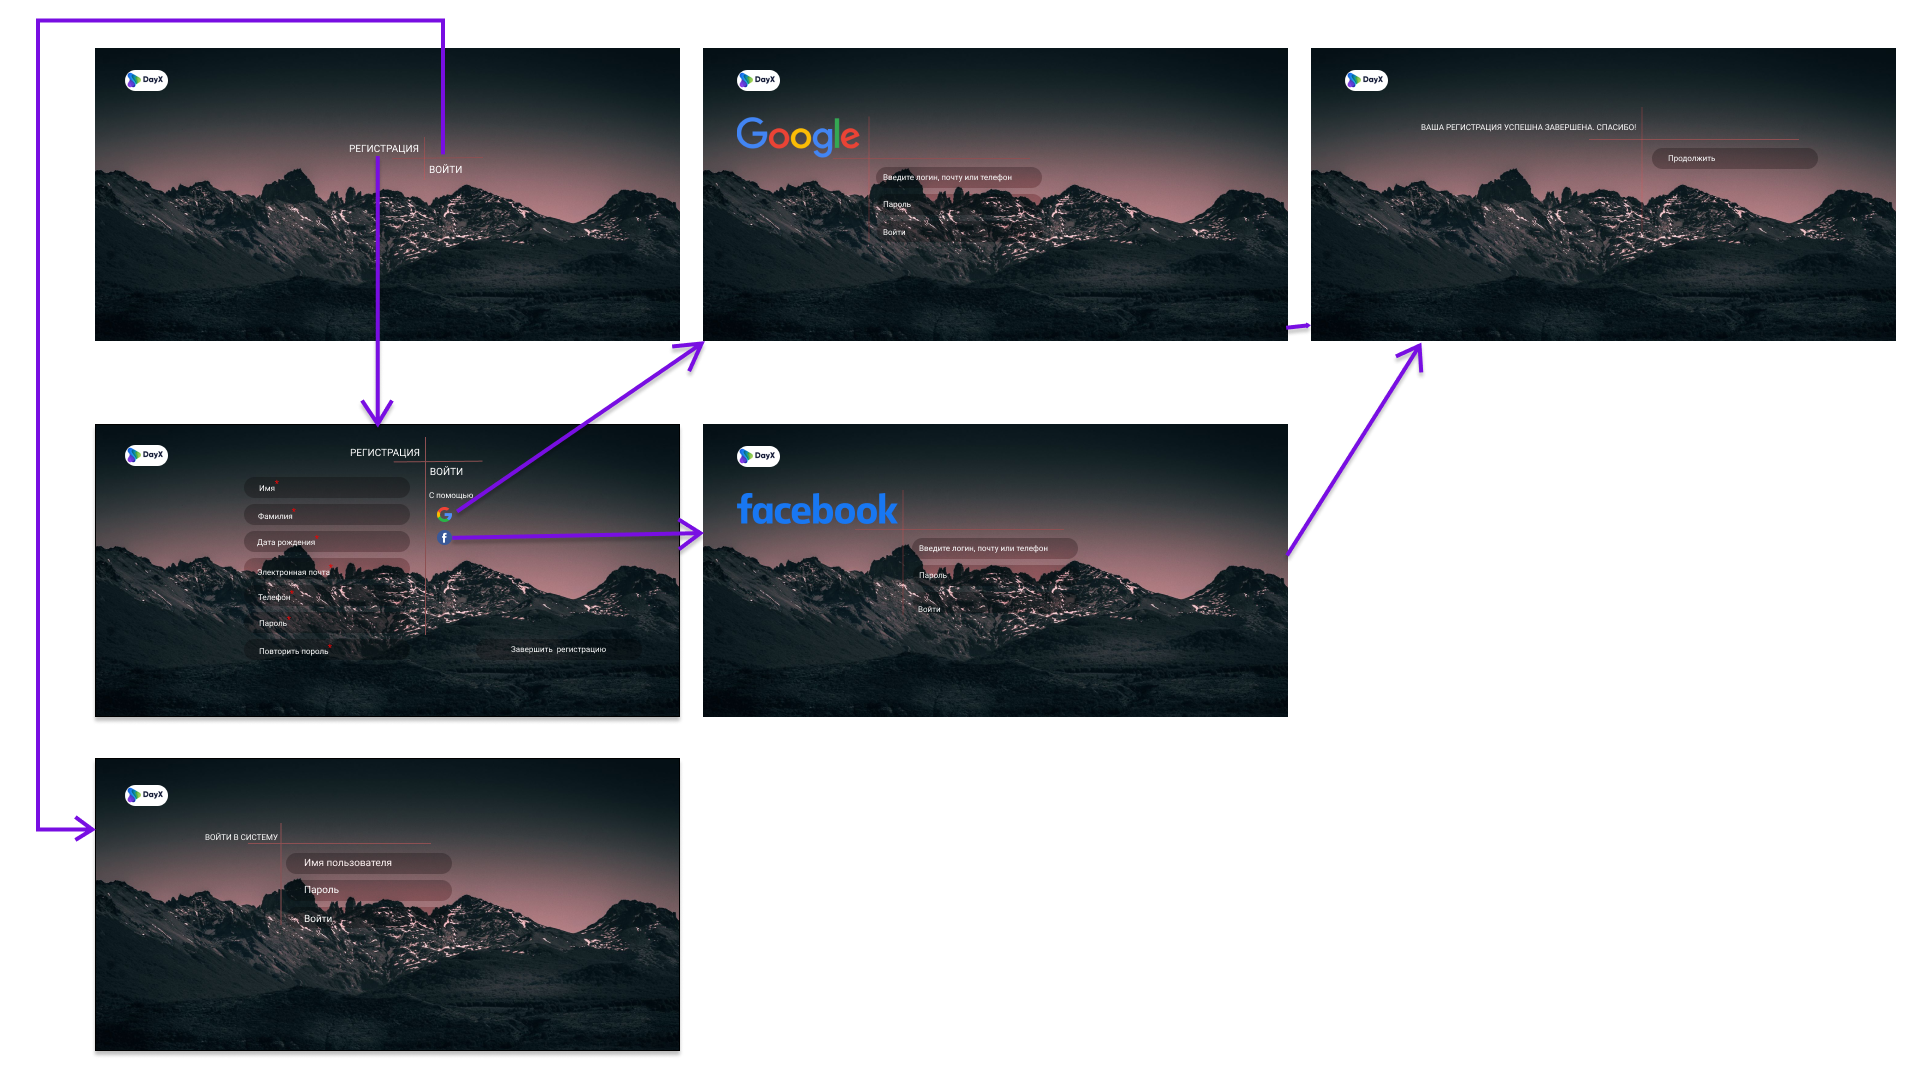 DayX
РЕГИСТРАЦИЯ
ВОЙТИ
DayX
Google
Введите логин, почту или телефон
Пароль
Войти
DayX
ВАША РЕГИСТРАЦИЯ УСПЕШНА ЗАВЕРШЕНА. СПАСИБО!
Продолжить
DayX
РЕГИСТРАЦИЯ
ВОЙТИ
С помощью
G
f
Имя*
Фамилия*
Дата рождения*
Электронная почта*
Телефон*
Пароль*
Повторить пороль*
Завершить регистрацию
DayX
facebook
Введите логин, почту или телефон
Пароль
Войти
DayX
ВОЙТИ В СИСТЕМУ
Имя пользователя
Пароль
Войти